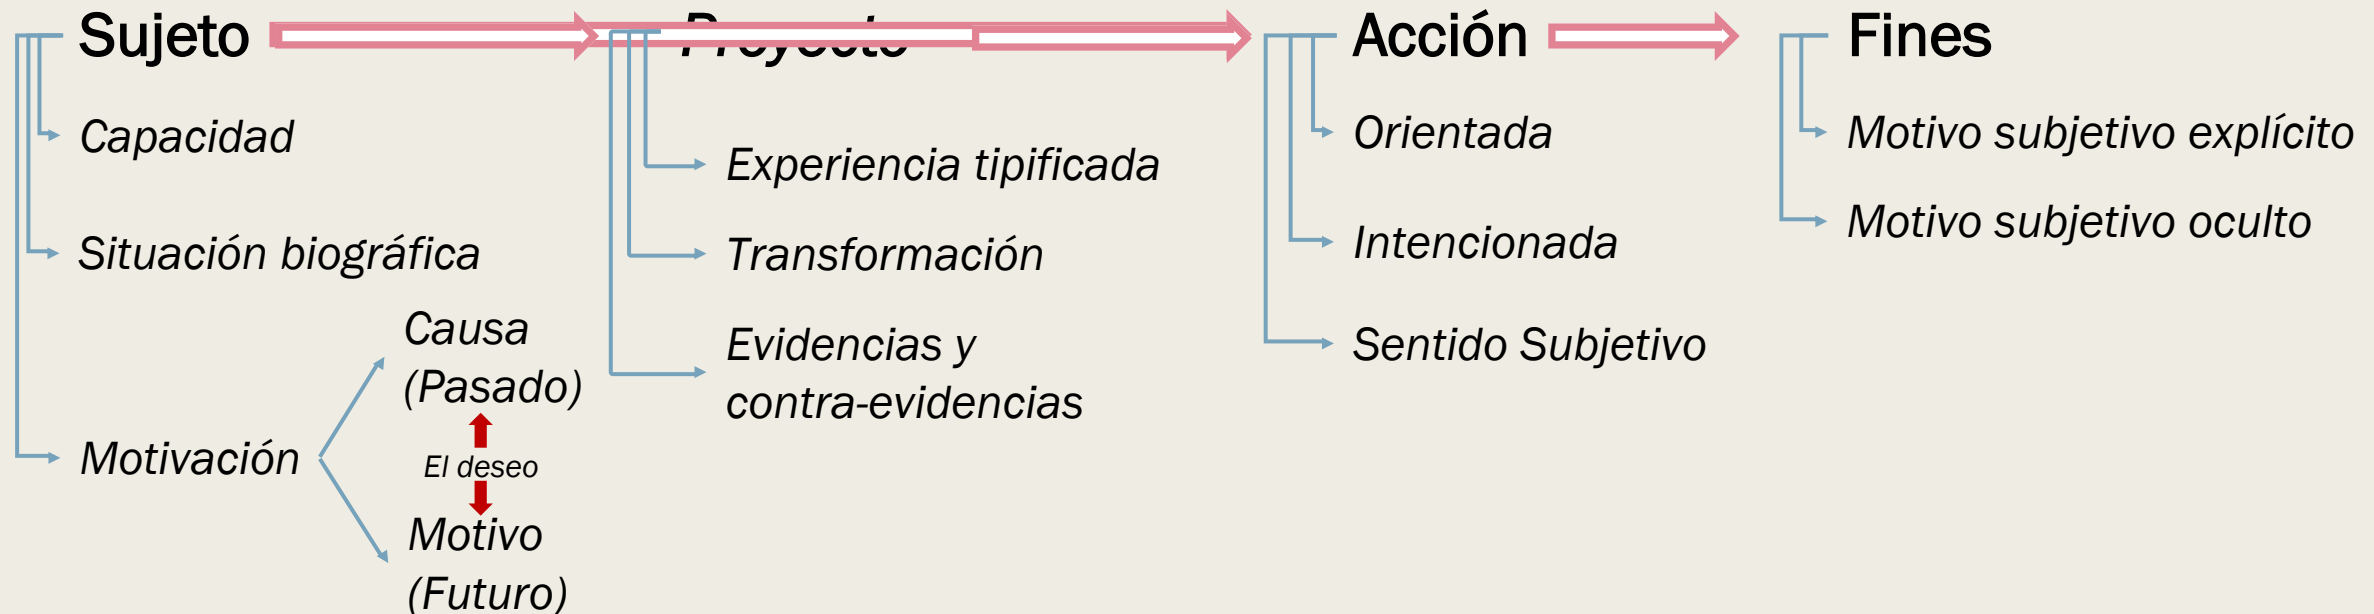 Sujeto
Capacidad
Situación biográfica
Motivación
Causa
(Pasado)
El deseo
Motivo
(Futuro)
Proyecto
Experiencia tipificada
Transformación
Evidencias y
contra-evidencias
Acción
Orientada
Intencionada
Sentido Subjetivo
Fines
Motivo subjetivo explícito
Motivo subjetivo oculto